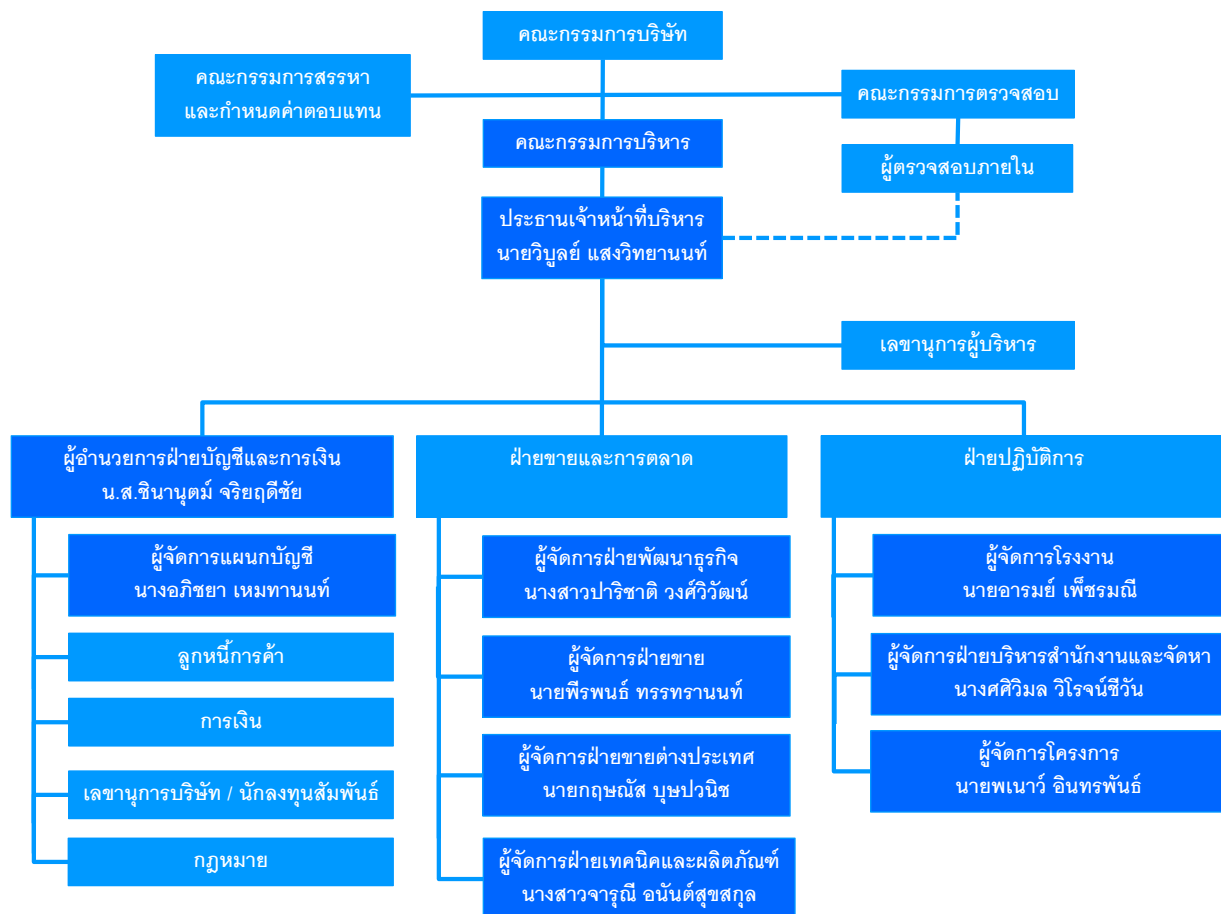 คณะกรรมการบริษัท
คณะกรรมการสรรหา
และกำหนดค่าตอบแทน
คณะกรรมการตรวจสอบ
คณะกรรมการบริหาร
ผู้ตรวจสอบภายใน
ประธานเจ้าหน้าที่บริหาร
นายวิบูลย์ แสงวิทยานนท์
เลขานุการผู้บริหาร
ผู้อำนวยการฝ่ายบัญชีและการเงิน
น.ส.ชินานุตม์ จริยฤดีชัย
ผู้จัดการแผนกบัญชี
นางอภิชยา เหมทานนท์
ลูกหนี้การค้า
การเงิน
เลขานุการบริษัท / นักลงทุนสัมพันธ์
กฎหมาย
ฝ่ายขายและการตลาด
ผู้จัดการฝ่ายพัฒนาธุรกิจ
นางสาวปาริชาติ วงศ์วิวัฒน์
ผู้จัดการฝ่ายขาย
นายพีรพนธ์ ทรรทรานนท์
ผู้จัดการฝ่ายขายต่างประเทศ
นายกฤษณัส บุษปวนิช
ผู้จัดการฝ่ายเทคนิคและผลิตภัณฑ์
นางสาวจารุณี อนันต์สุขสกุล
ฝ่ายปฏิบัติการ
ผู้จัดการโรงงาน
นายอารมย์ เพ็ชรมณี
ผู้จัดการฝ่ายบริหารสำนักงานและจัดหา
นางศศิวิมล วิโรจน์ชีวัน
ผู้จัดการโครงการ
นายพเนาว์ อินทรพันธ์